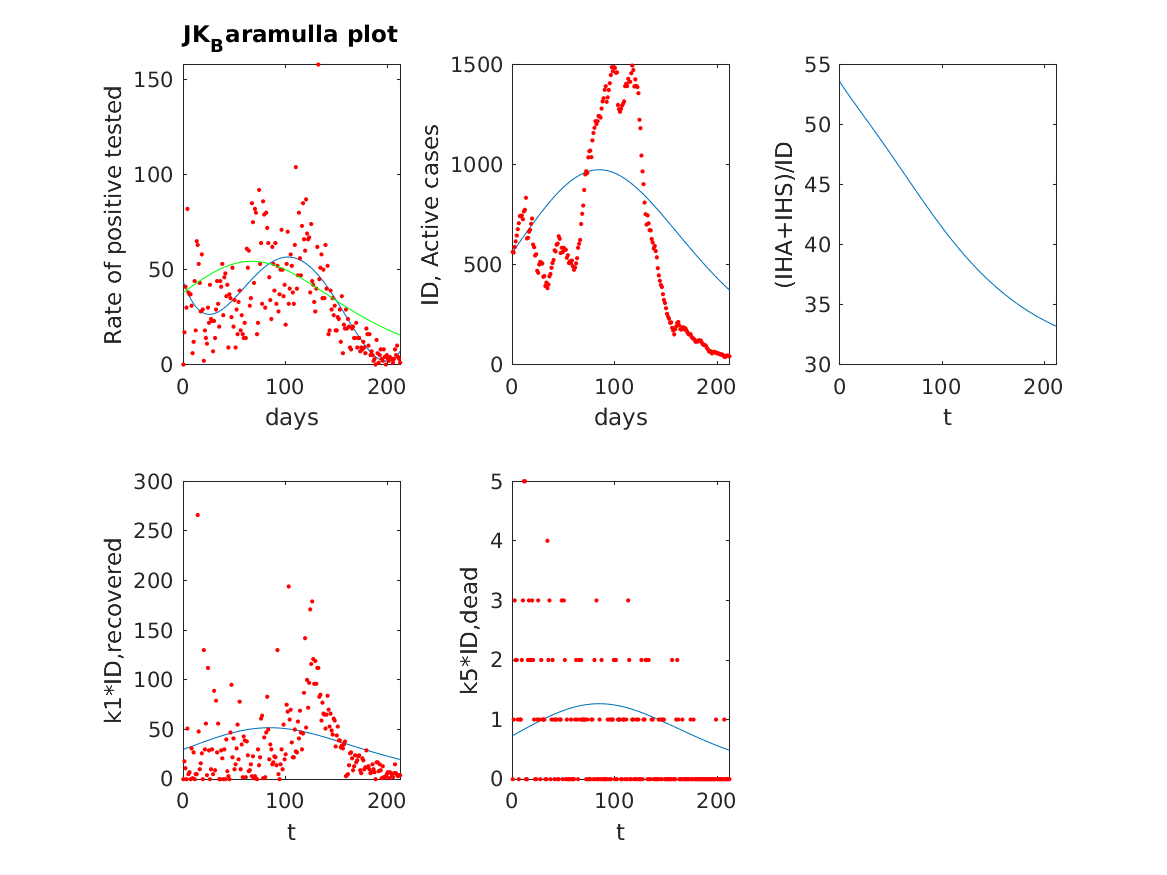 JK_Baramulla plot
150
100
50
0
Rate of positive tested
0 100 200
days
1500
1000
500
0
ID, Active cases
0 100 200
days
55
50
45
40
35
30
(IHA+IHS)/ID
0 100 200
t
300
250
200
150
100
50
0
k1*ID,recovered
0 100 200
t
5
4
3
2
1
0
k5*ID,dead
0 100 200
t